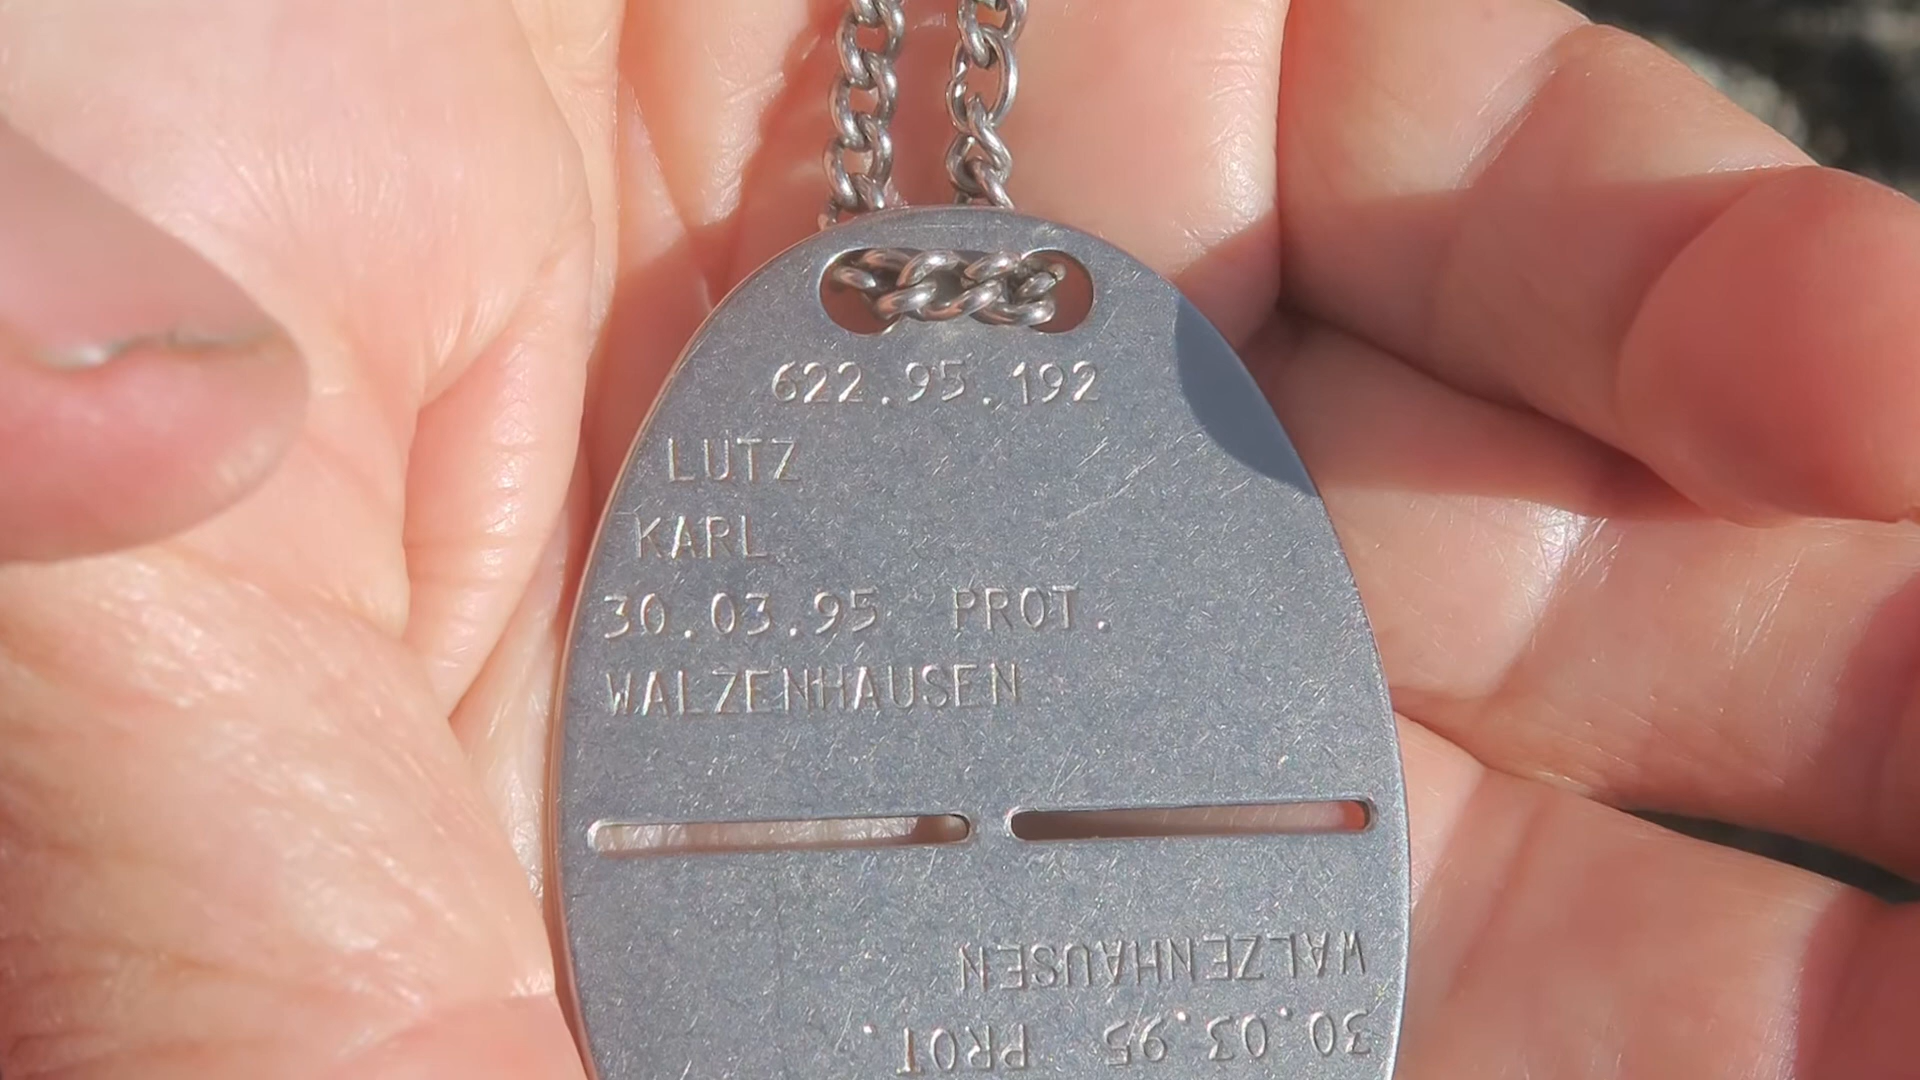 622.95.192
LUTZ
KARL
30.03.95 PROT.
WALZENHAUSEN
WALZENHAUSEN
30.03.95 PROT.